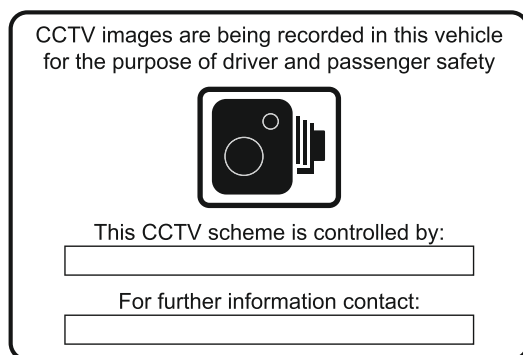 CCTV images are being recorded in this vehicle
for the purpose of driver and passenger safety
This CCTV scheme is controlled by:
For further information contact: